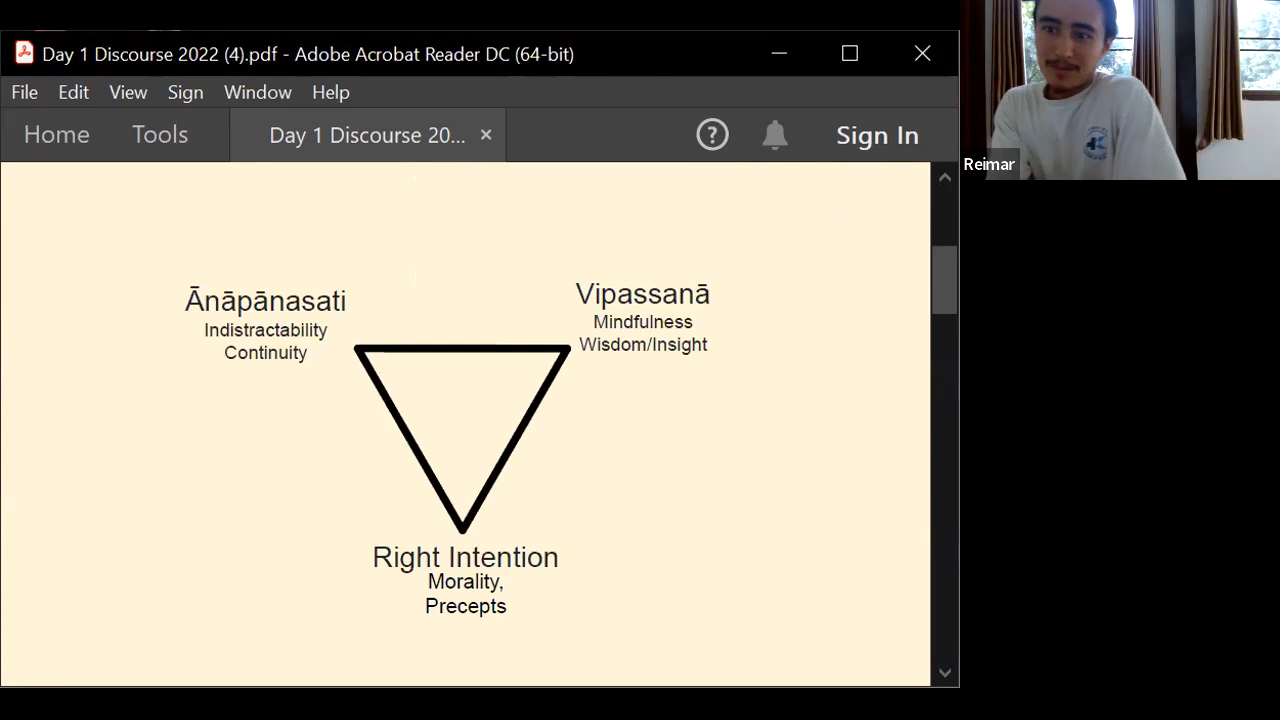 Day 1 Discourse 2022 (4).pdf - Adobe Acrobat Reader DC (64-bit)
File Edit View Sign Window Help
Home Tools Day 1 Discourse 20... × ? Sign In
Reimar
Ānāpānasati
Indistractability
Continuity
Vipassanā
Mindfulness
Wisdom/Insight
Right Intention
Morality,
Precepts